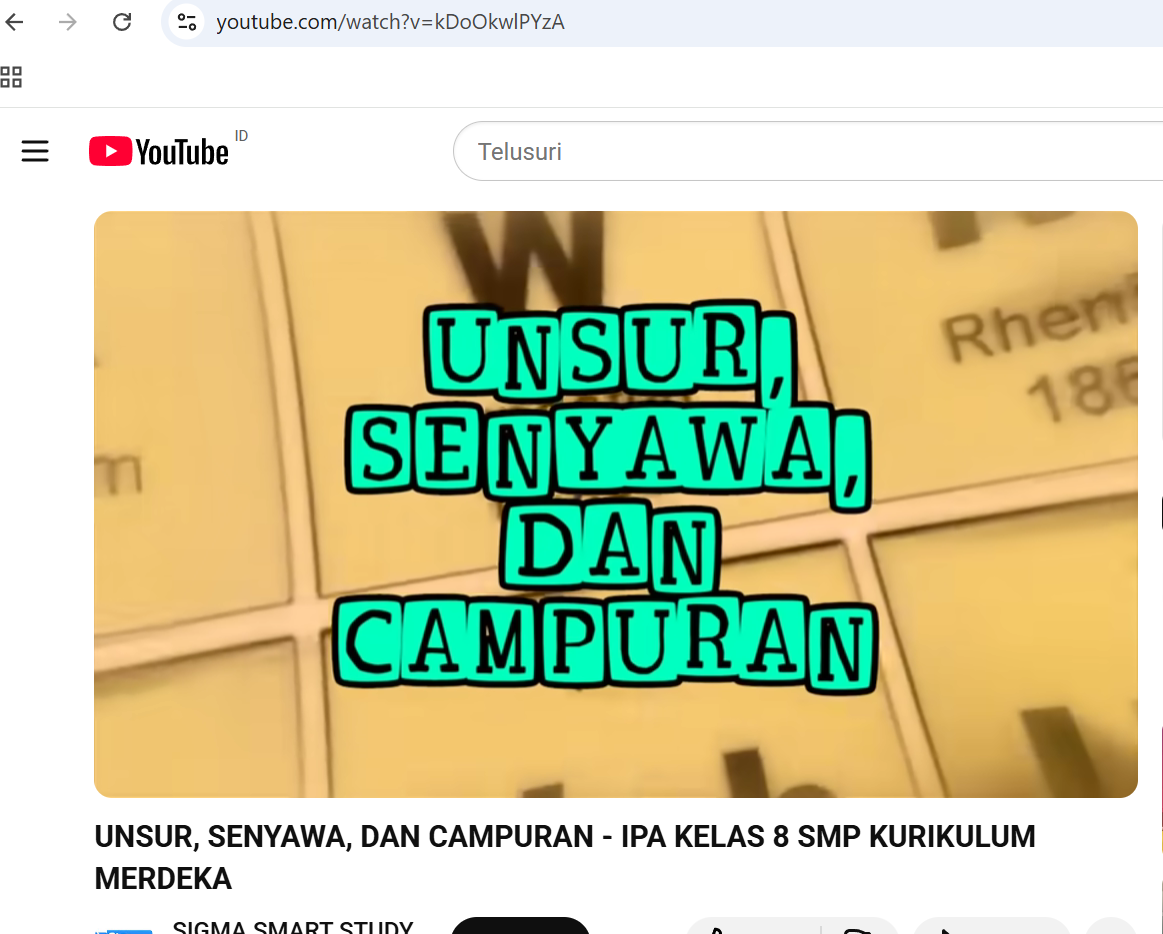 youtube.com/watch?v=kDoOkwlPYzA
YouTube ID
Telusuri
W
Rhen
186
m
UNSUR,
SENYAWA,
DAN
CAMPURAN
UNSUR, SENYAWA, DAN CAMPURAN - IPA KELAS 8 SMP KURIKULUM
MERDEKA
SIGMA SMART STUDY